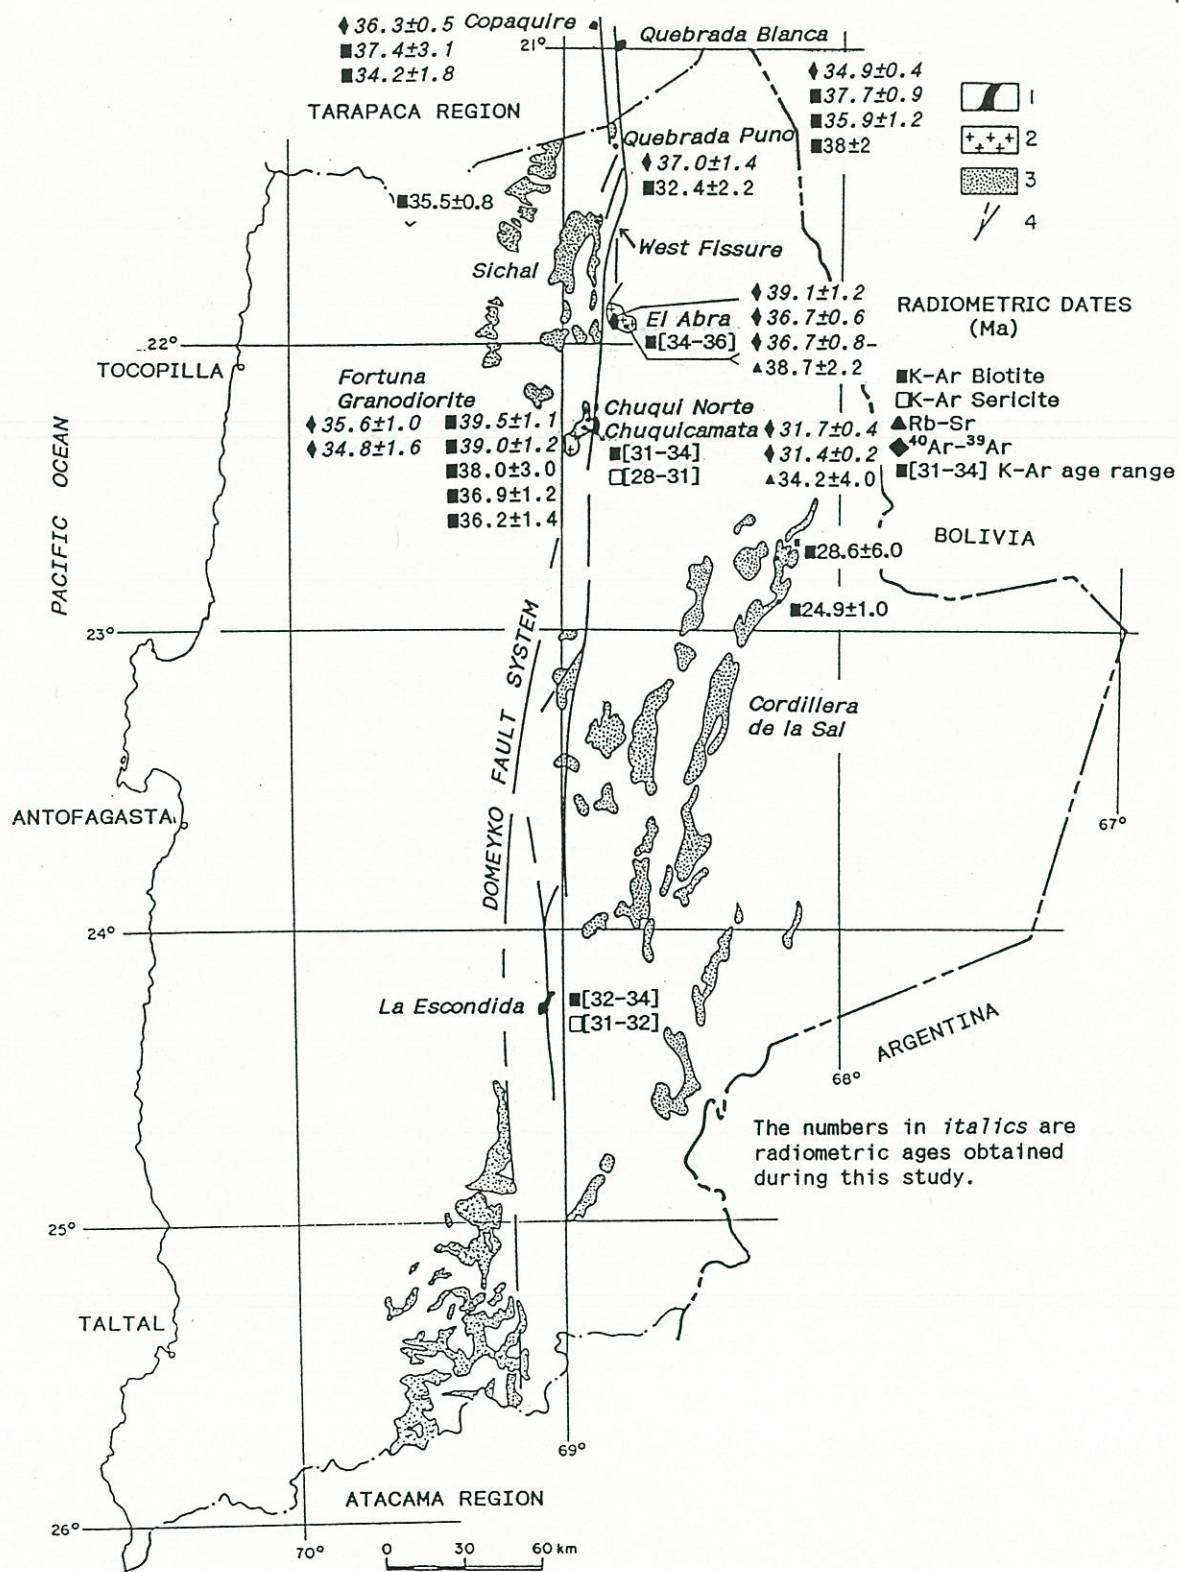 ♦36.3±0.5 Copaquire
■37.4±3.1
■34.2±1.8
21°
Quebrada Blanca
♦34.9±0.4
■37.7±0.9
■35.9±1.2
■38±2
1
2
3
4
TARAPACA REGION
Quebrada Puno
♦37.0±1.4
■32.4±2.2
■35.5±0.8
West Fissure
Sichal
♦39.1±1.2
El Abra ♦36.7±0.6
■[34-36] ♦36.7±0.8
▲38.7±2.2
RADIOMETRIC DATES
(Ma)
■K-Ar Biotite
□K-Ar Sericite
▲Rb-Sr
◆⁴⁰Ar-³⁹Ar
■[31-34] K-Ar age range
22°
TOCOPILLA
Fortuna
Granodiorite
♦35.6±1.0 ■39.5±1.1
♦34.8±1.6 ■39.0±1.2
■38.0±3.0
■36.9±1.2
■36.2±1.4
Chuqui Norte
Chuquicamata ♦31.7±0.4
■[31-34] ♦31.4±0.2
□[28-31] ▲34.2±4.0
PACIFIC OCEAN
BOLIVIA
■28.6±6.0
■24.9±1.0
23°
DOMEYKO FAULT SYSTEM
Cordillera
de la Sal
ANTOFAGASTA
67°
24°
La Escondida ■[32-34]
□[31-32]
ARGENTINA
68°
The numbers in italics are
radiometric ages obtained
during this study.
25°
TALTAL
69°
ATACAMA REGION
26°
70°
0 30 60 km